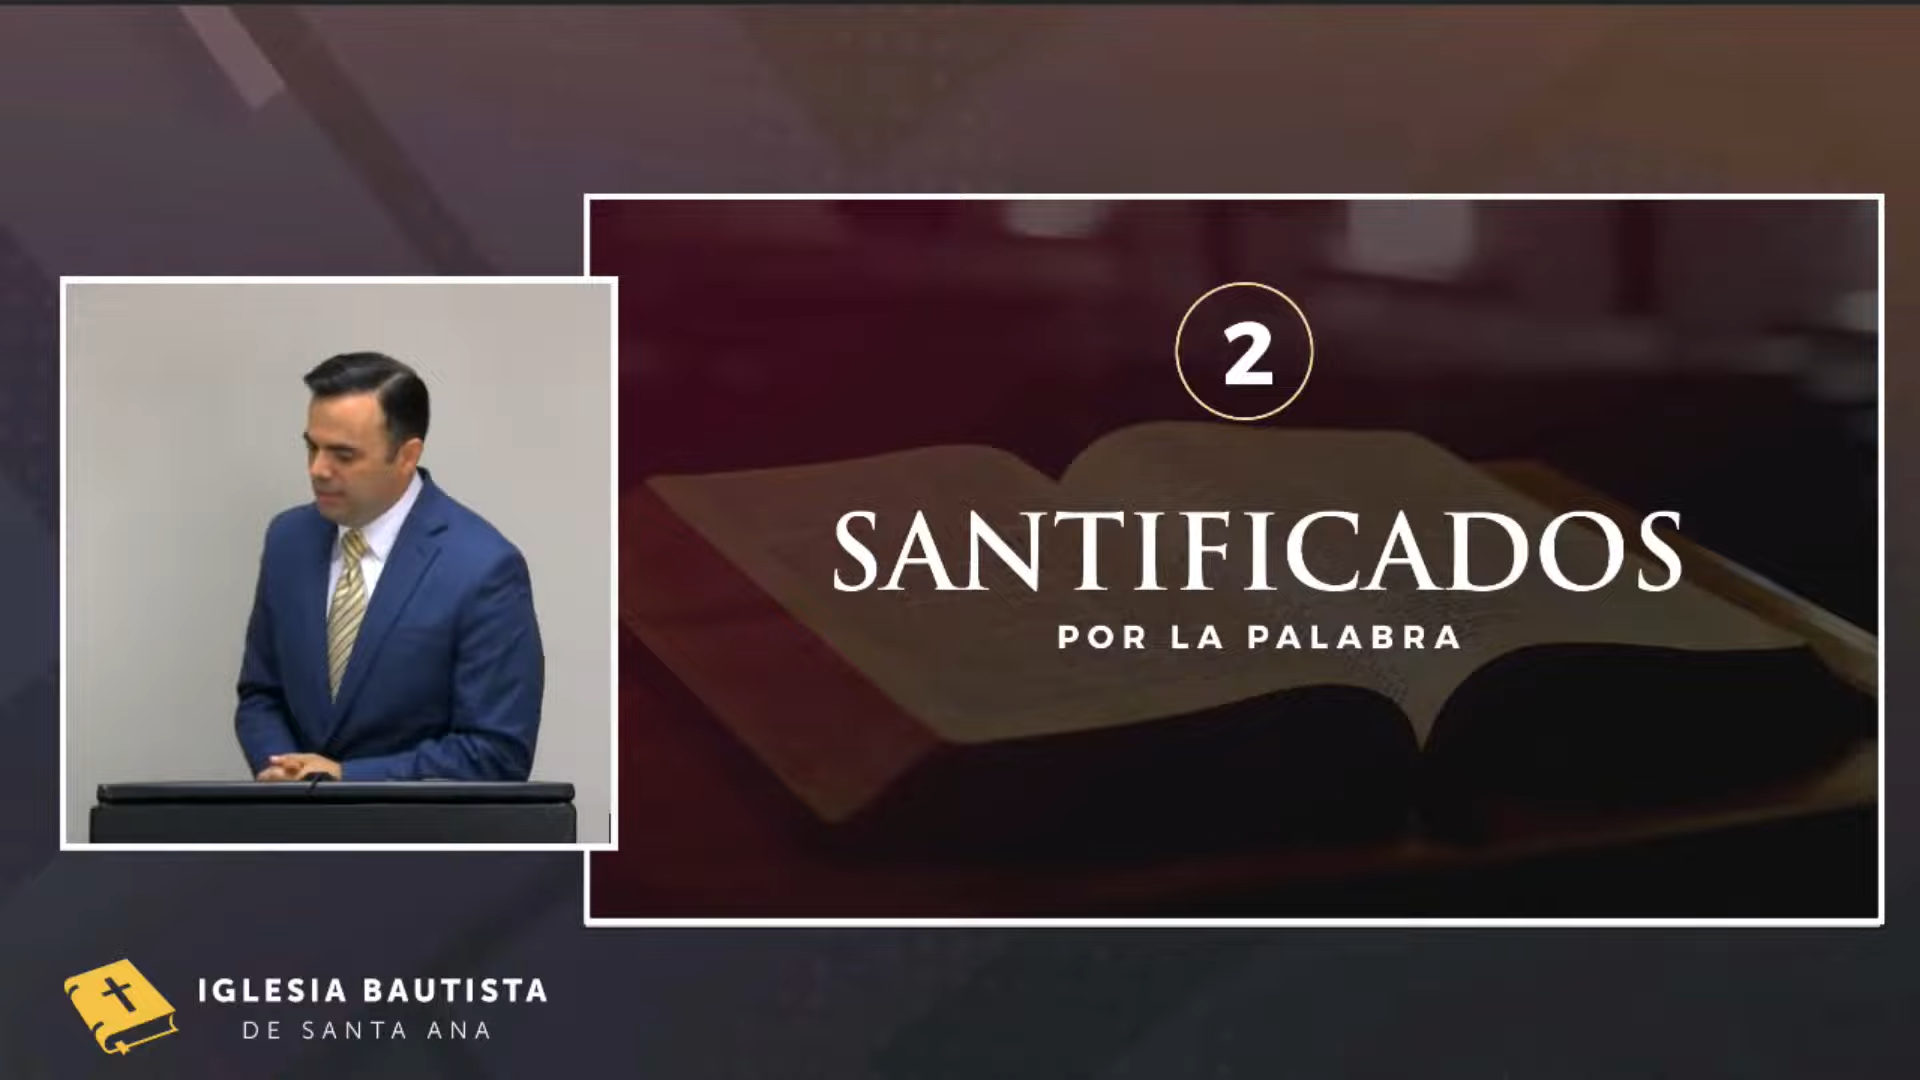 2
SANTIFICADOS
POR LA PALABRA
IGLESIA BAUTISTA
DE SANTA ANA